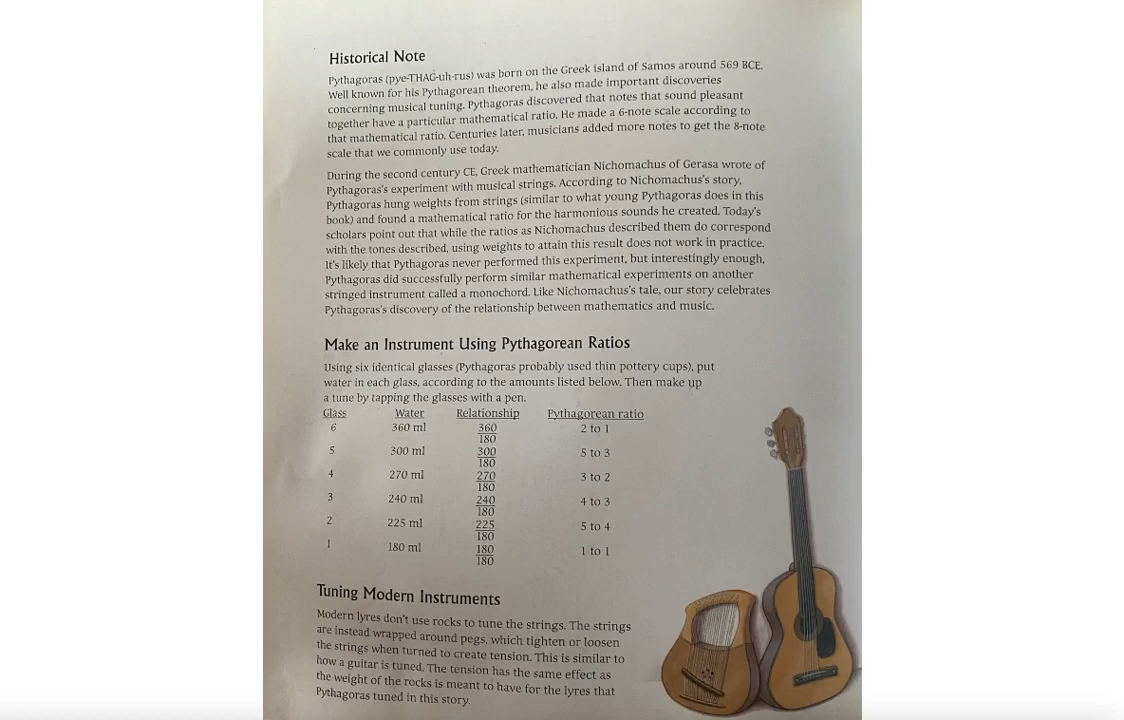 Historical Note
Pythagoras (pye-THAG-uh-rus) was born on the Greek island of Samos around 569 BCE.
Well known for his Pythagorean theorem, he also made important discoveries
concerning musical tuning. Pythagoras discovered that notes that sound pleasant
together have a particular mathematical ratio. He made a 6-note scale according to
that mathematical ratio. Centuries later, musicians added more notes to get the 8-note
scale that we commonly use today.
During the second century CE, Greek mathematician Nichomachus of Gerasa wrote of
Pythagoras's experiment with musical strings. According to Nichomachus's story,
Pythagoras hung weights from strings (similar to what young Pythagoras does in this
book) and found a mathematical ratio for the harmonious sounds he created. Today's
scholars point out that while the ratios as Nichomachus described them do correspond
with the tones described, using weights to attain this result does not work in practice.
It's likely that Pythagoras never performed this experiment, but interestingly enough,
Pythagoras did successfully perform similar mathematical experiments on another
stringed instrument called a monochord. Like Nichomachus's tale, our story celebrates
Pythagoras's discovery of the relationship between mathematics and music.
Make an Instrument Using Pythagorean Ratios
Using six identical glasses (Pythagoras probably used thin pottery cups), put
water in each glass, according to the amounts listed below. Then make up
a tune by tapping the glasses with a pen.
Glass Water Relationship Pythagorean ratio
6 360 ml 360 2 to 1
180
5 300 ml 300 5 to 3
180
4 270 ml 270 3 to 2
180
3 240 ml 240 4 to 3
180
2 225 ml 225 5 to 4
180
1 180 ml 180 1 to 1
180
Tuning Modern Instruments
Modern lyres don't use rocks to tune the strings. The strings
are instead wrapped around pegs, which tighten or loosen
the strings when turned to create tension. This is similar to
how a guitar is tuned. The tension has the same effect as
the weight of the rocks is meant to have for the lyres that
Pythagoras tuned in this story.